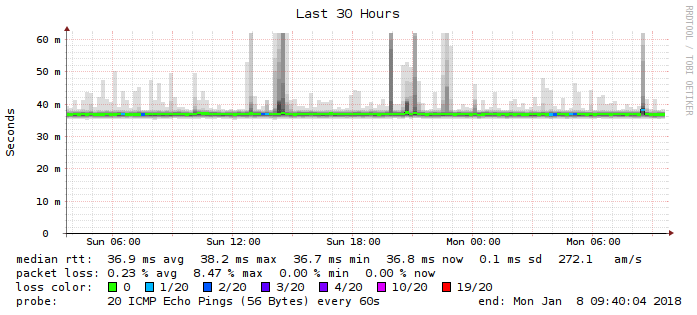 Last 30 Hours
RRDTOOL / TOBI OETIKER
Seconds
60 m
50 m
40 m
30 m
20 m
10 m
0
Sun 06:00 Sun 12:00 Sun 18:00 Mon 00:00 Mon 06:00
median rtt: 36.9 ms avg 38.2 ms max 36.7 ms min 36.8 ms now 0.1 ms sd 272.1 am/s
packet loss: 0.23 % avg 8.47 % max 0.00 % min 0.00 % now
loss color: 0 1/20 2/20 3/20 4/20 10/20 19/20
probe: 20 ICMP Echo Pings (56 Bytes) every 60s end: Mon Jan 8 09:40:04 2018